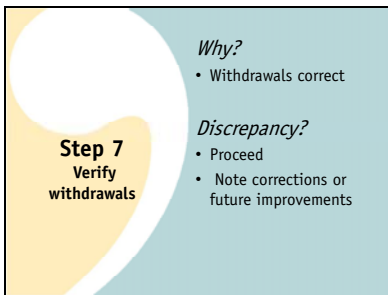 Why?
• Withdrawals correct
Discrepancy?
• Proceed
• Note corrections or
future improvements
Step 7
Verify
withdrawals